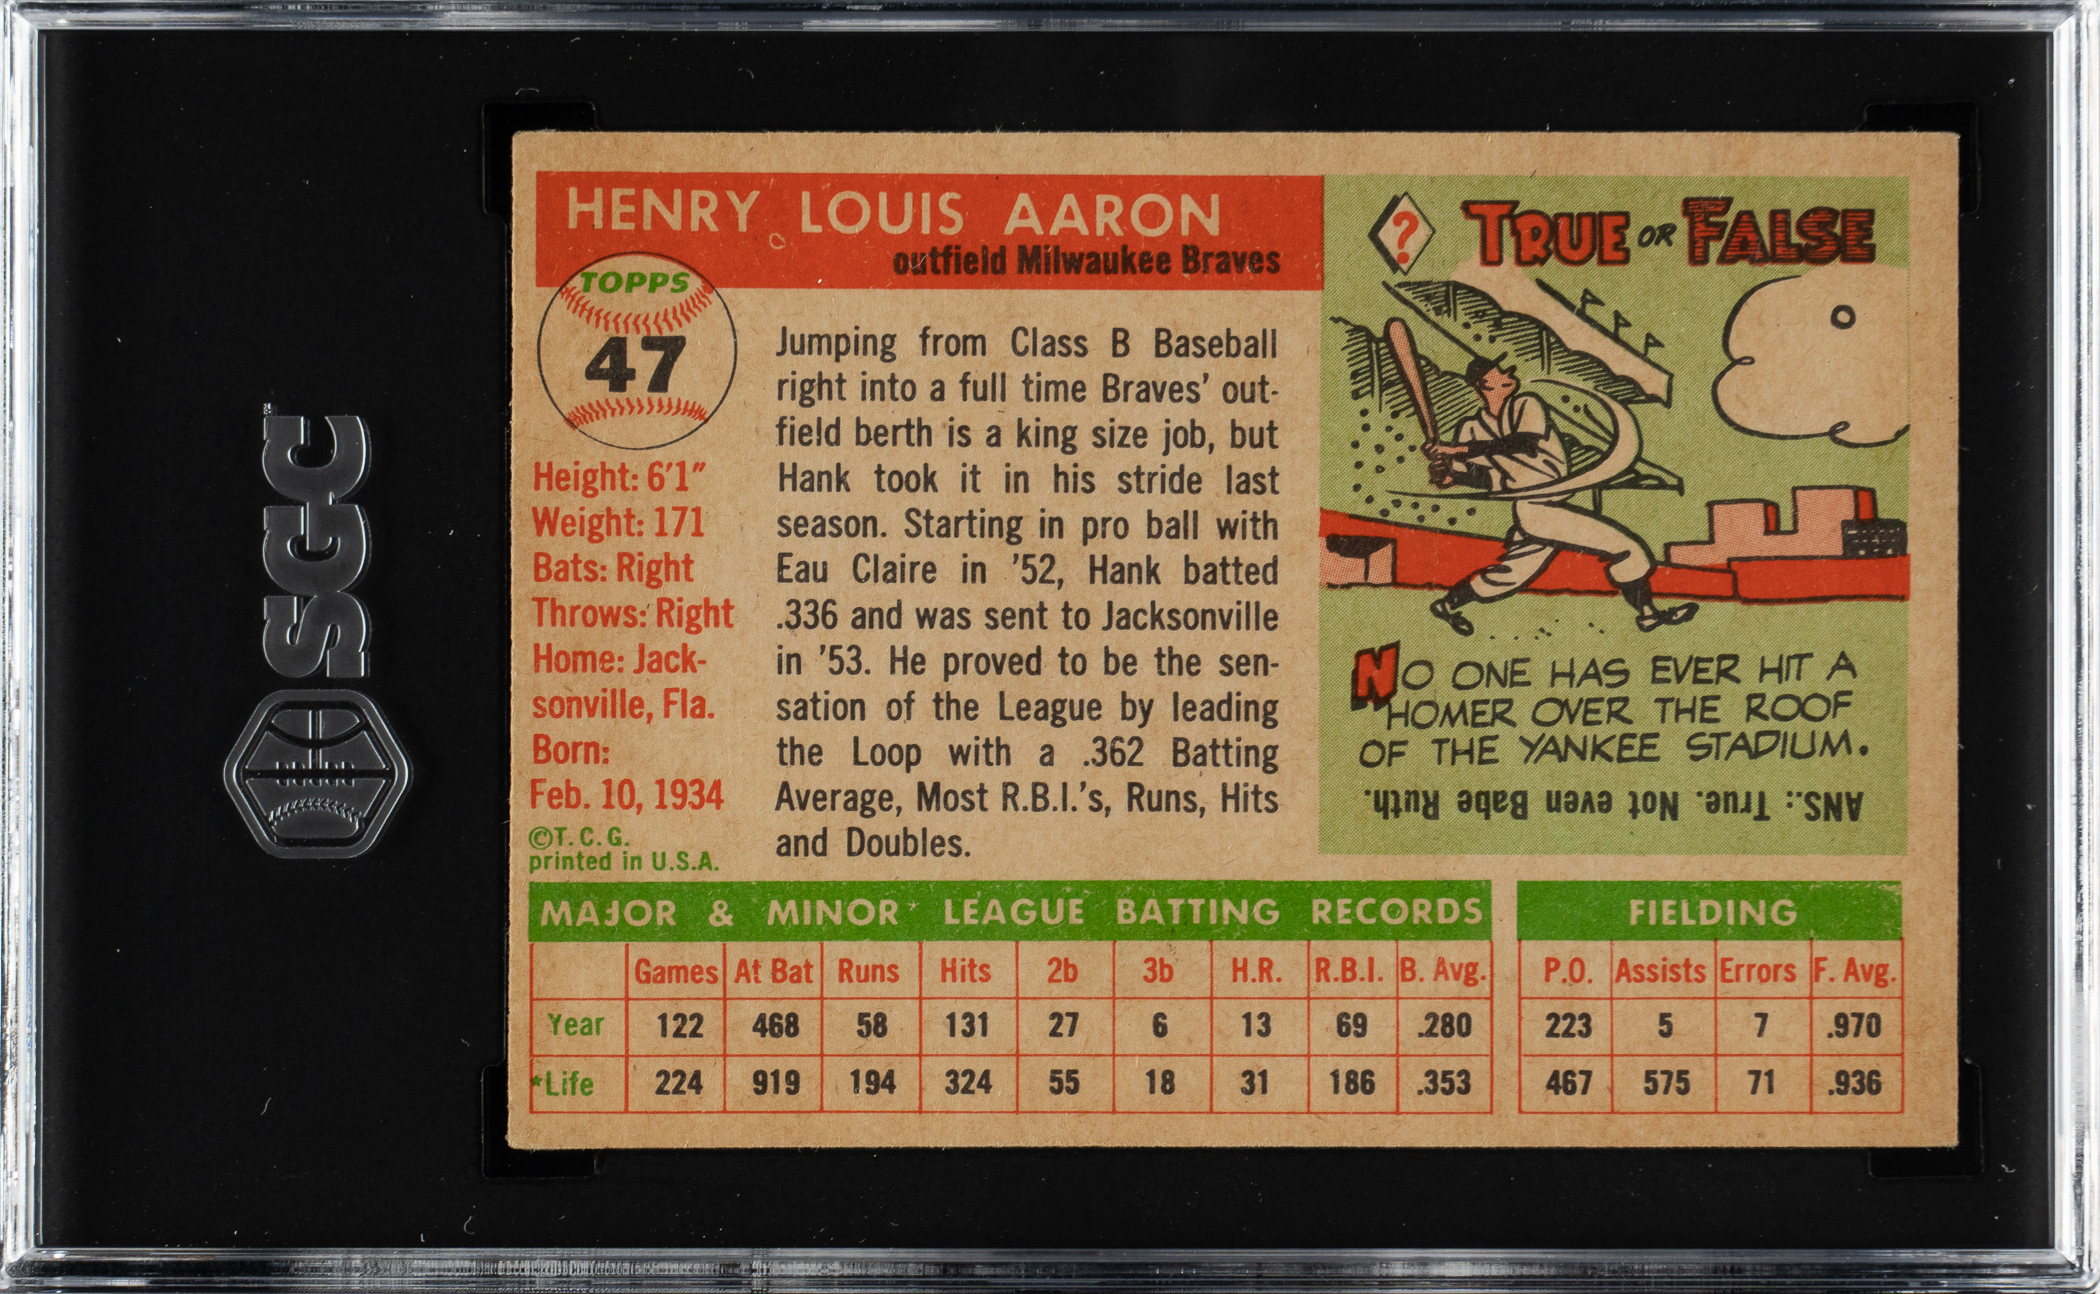 SGC
HENRY LOUIS AARON
outfield Milwaukee Braves
TOPPS
47
Height: 6'1"
Weight: 171
Bats: Right
Throws: Right
Home: Jack-
sonville, Fla.
Born:
Feb. 10, 1934
©T.C.G.
printed in U.S.A.
Jumping from Class B Baseball
right into a full time Braves' out-
field berth is a king size job, but
Hank took it in his stride last
season. Starting in pro ball with
Eau Claire in '52, Hank batted
.336 and was sent to Jacksonville
in '53. He proved to be the sen-
sation of the League by leading
the Loop with a .362 Batting
Average, Most R.B.I.'s, Runs, Hits
and Doubles.
? TRUE OR FALSE
NO ONE HAS EVER HIT A
HOMER OVER THE ROOF
OF THE YANKEE STADIUM.
ANS.: True. Not even Babe Ruth.
MAJOR & MINOR LEAGUE BATTING RECORDS
Games At Bat Runs Hits 2b 3b H.R. R.B.I. B. Avg.
Year 122 468 58 131 27 6 13 69 .280
*Life 224 919 194 324 55 18 31 186 .353
FIELDING
P.O. Assists Errors F. Avg.
223 5 7 .970
467 575 71 .936